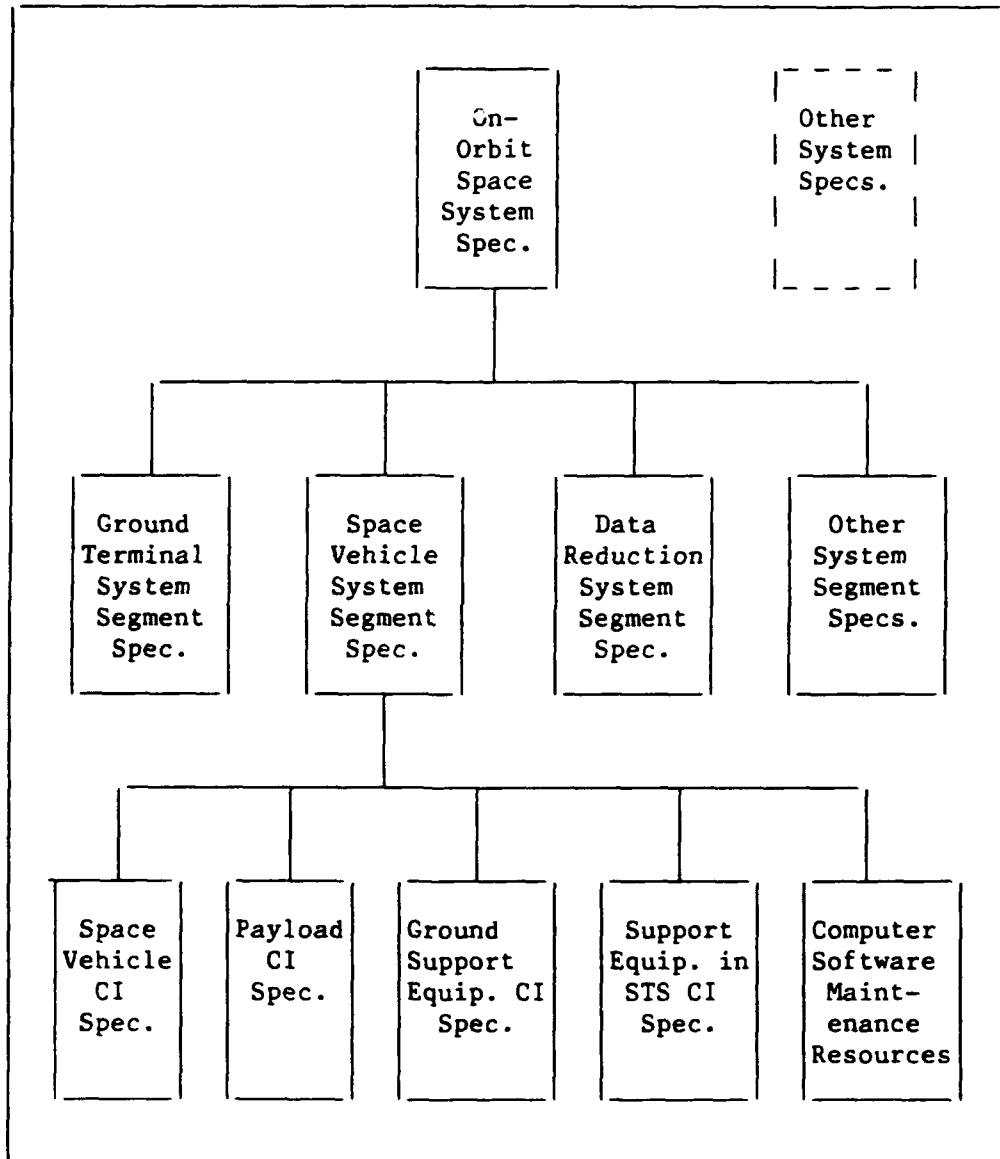 On-
Orbit
Space
System
Spec.
Other
System
Specs.
Ground
Terminal
System
Segment
Spec.
Space
Vehicle
System
Segment
Spec.
Data
Reduction
System
Segment
Spec.
Other
System
Segment
Specs.
Space
Vehicle
CI
Spec.
Payload
CI
Spec.
Ground
Support
Equip. CI
Spec.
Support
Equip. in
STS CI
Spec.
Computer
Software
Maint-
enance
Resources